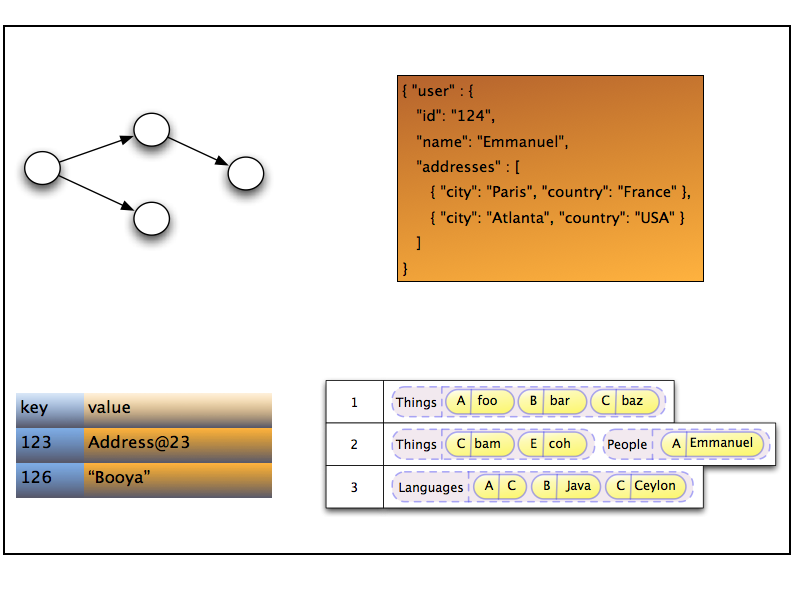 { "user" : {
"id": "124",
"name": "Emmanuel",
"addresses" : [
{ "city": "Paris", "country": "France" },
{ "city": "Atlanta", "country": "USA" }
]
}
key value
123 Address@23
126 “Booya”
1 Things A foo B bar C baz
2 Things C bam E coh People A Emmanuel
3 Languages A C B Java C Ceylon